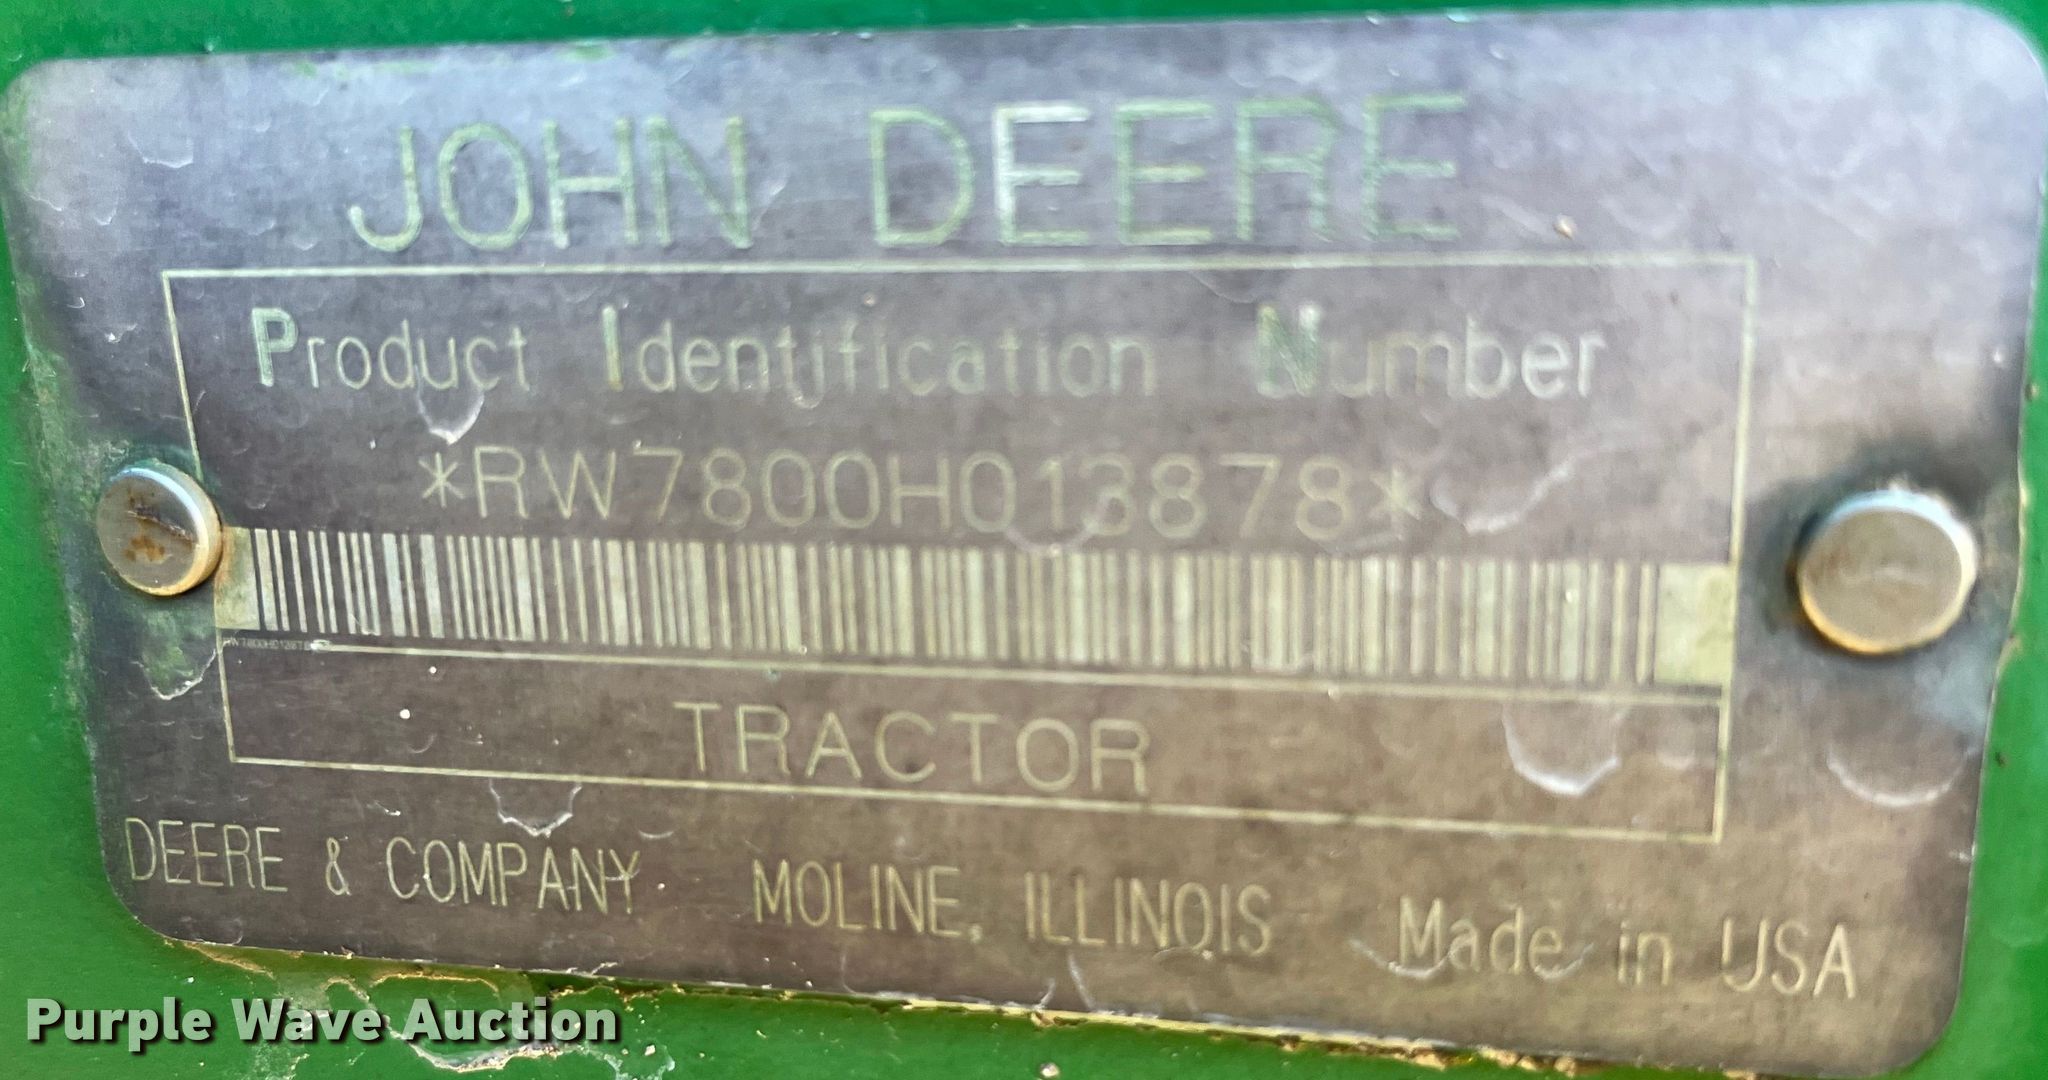 JOHN DEERE
Product Identification Number
*RW7800H013878*
TRACTOR
DEERE & COMPANY MOLINE, ILLINOIS Made in USA
Purple Wave Auction